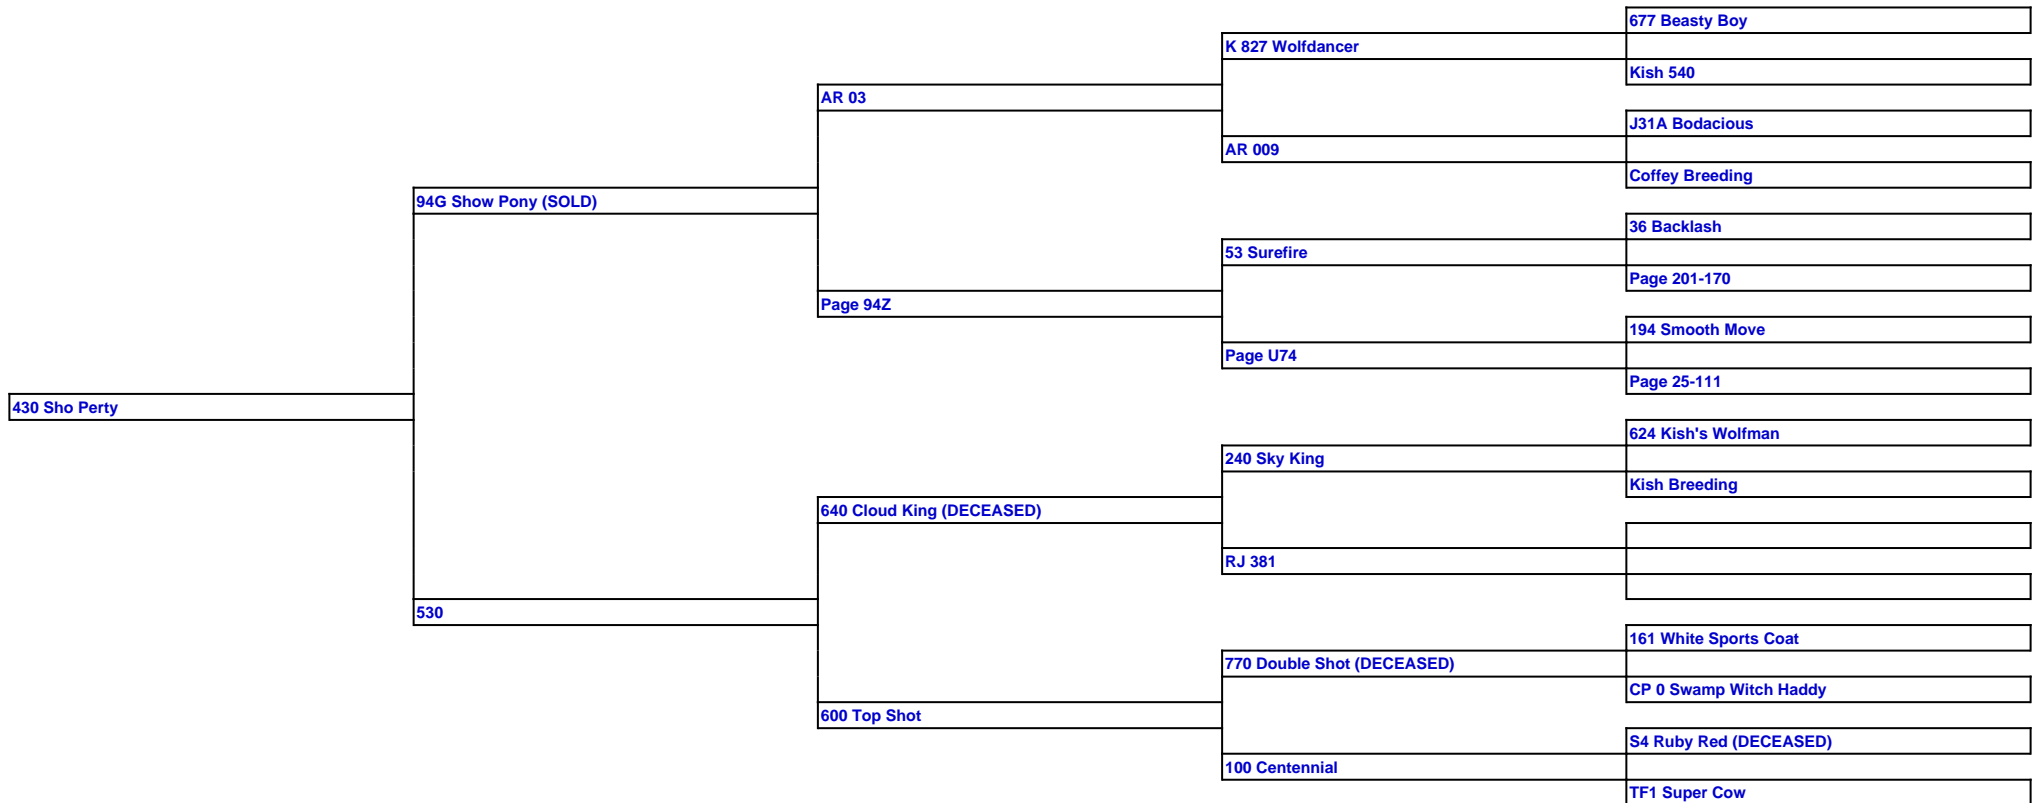 677 Beasty Boy
K 827 Wolfdancer
Kish 540
AR 03
J31A Bodacious
AR 009
Coffey Breeding
94G Show Pony (SOLD)
36 Backlash
53 Surefire
Page 201-170
Page 94Z
194 Smooth Move
Page U74
Page 25-111
430 Sho Perty
624 Kish's Wolfman
240 Sky King
Kish Breeding
640 Cloud King (DECEASED)
RJ 381
530
161 White Sports Coat
770 Double Shot (DECEASED)
CP 0 Swamp Witch Haddy
600 Top Shot
S4 Ruby Red (DECEASED)
100 Centennial
TF1 Super Cow